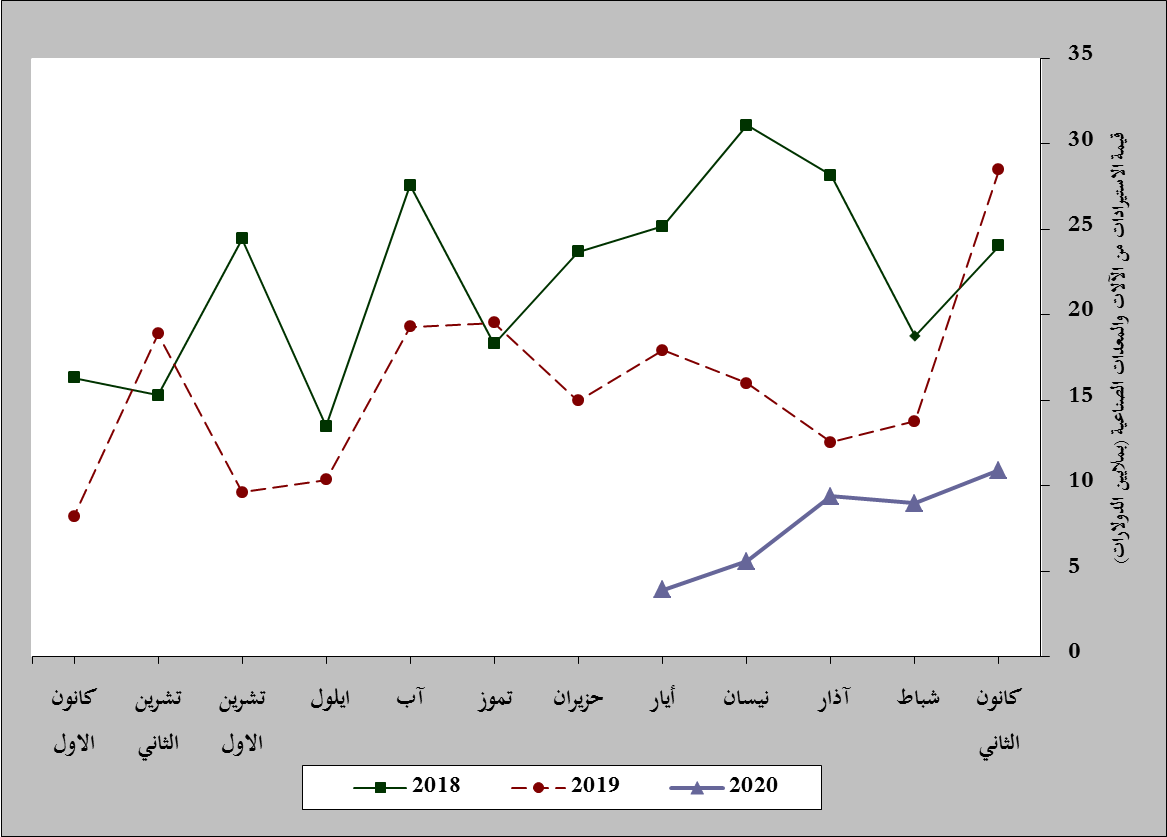 35
30
25
20
15
10
5
0
قيمة الاستيرادات من الآلات والمعدات الصناعية (بملايين الدولارات)
كانون الثاني
شباط
آذار
نيسان
أيار
حزيران
تموز
آب
ايلول
تشرين الاول
تشرين الثاني
كانون الاول
2018
2019
2020